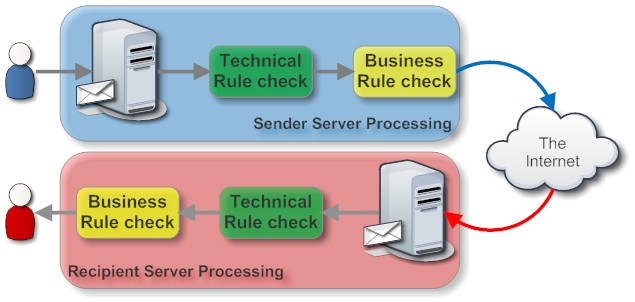 Technical
Rule check
Business
Rule check
Sender Server Processing
The
Internet
Business
Rule check
Technical
Rule check
Recipient Server Processing